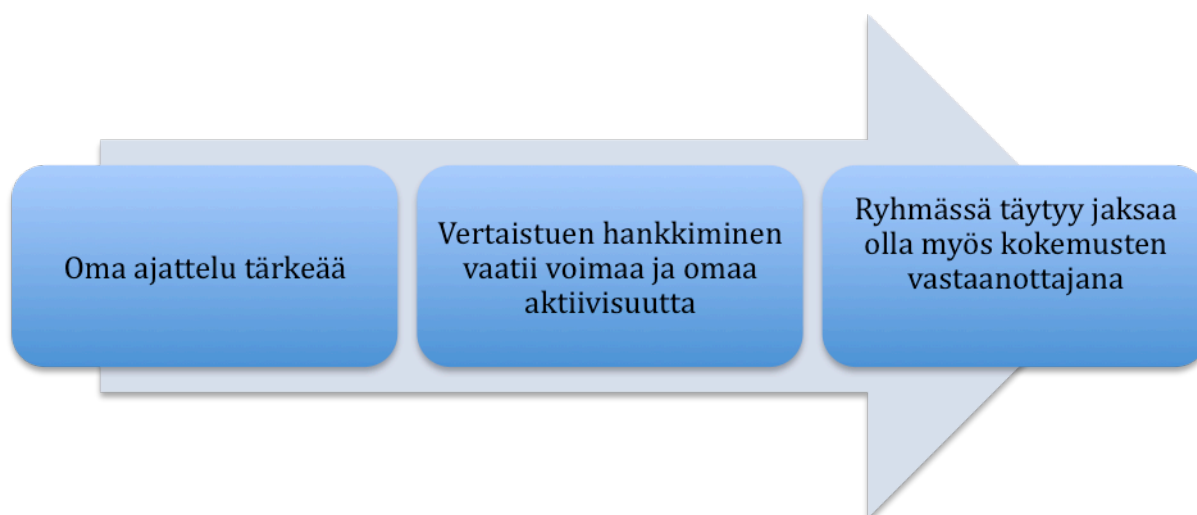 Oma ajattelu tärkeää
Vertaistuen hankkiminen
vaatii voimaa ja omaa
aktiivisuutta
Ryhmässä täytyy jaksaa
olla myös kokemusten
vastaanottajana